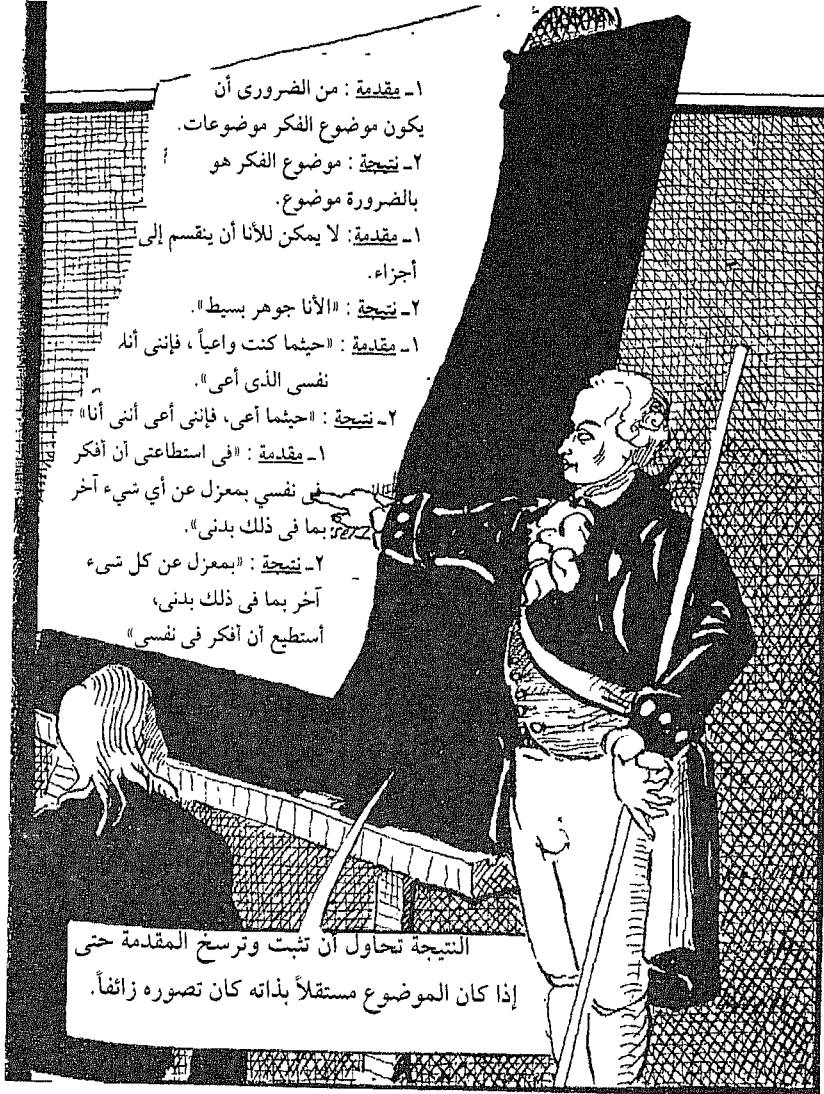 ١ـ مقدمة : من الضرورى أن
يكون موضوع الفكر موضوعات.
٢ـ نتيجة : موضوع الفكر هو
بالضرورة موضوع.
١ـ مقدمة: لا يمكن للأنا أن ينقسم إلى
أجزاء.
٢ـ نتيجة : «الأنا جوهر بسيط».
١ـ مقدمة : «حيثما كنت واعياً ، فإننى أنا
نفسى الذى أعى».
٢ـ نتيجة : «حيثما أعى، فإننى أعى أننى أنا»
١ـ مقدمة : «فى استطاعتى أن أفكر
فى نفسي بمعزل عن أي شيء آخر
بما فى ذلك بدنى».
٢ـ نتيجة : «بمعزل عن كل شىء
آخر بما فى ذلك بدنى،
أستطيع أن أفكر فى نفسى»
النتيجة تحاول أن تثبت وترسخ المقدمة حتى
إذا كان الموضوع مستقلاً بذاته كان تصوره زائفاً.